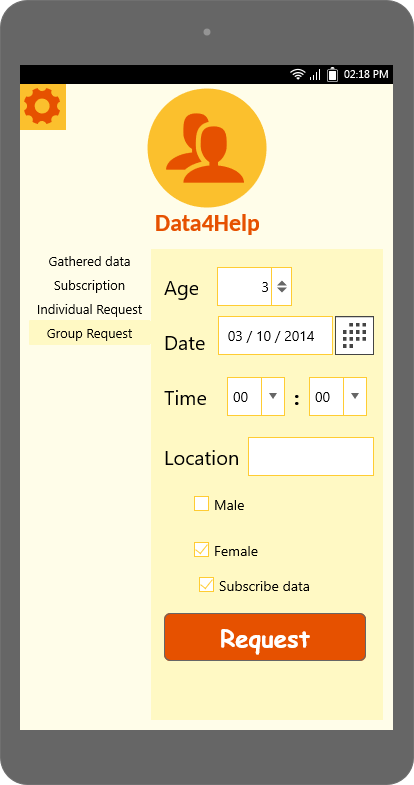 02:18 PM
Data4Help
Gathered data
Subscription
Individual Request
Group Request
Age 3
Date 03 / 10 / 2014
Time 00 : 00
Location
Male
Female
Subscribe data
Request